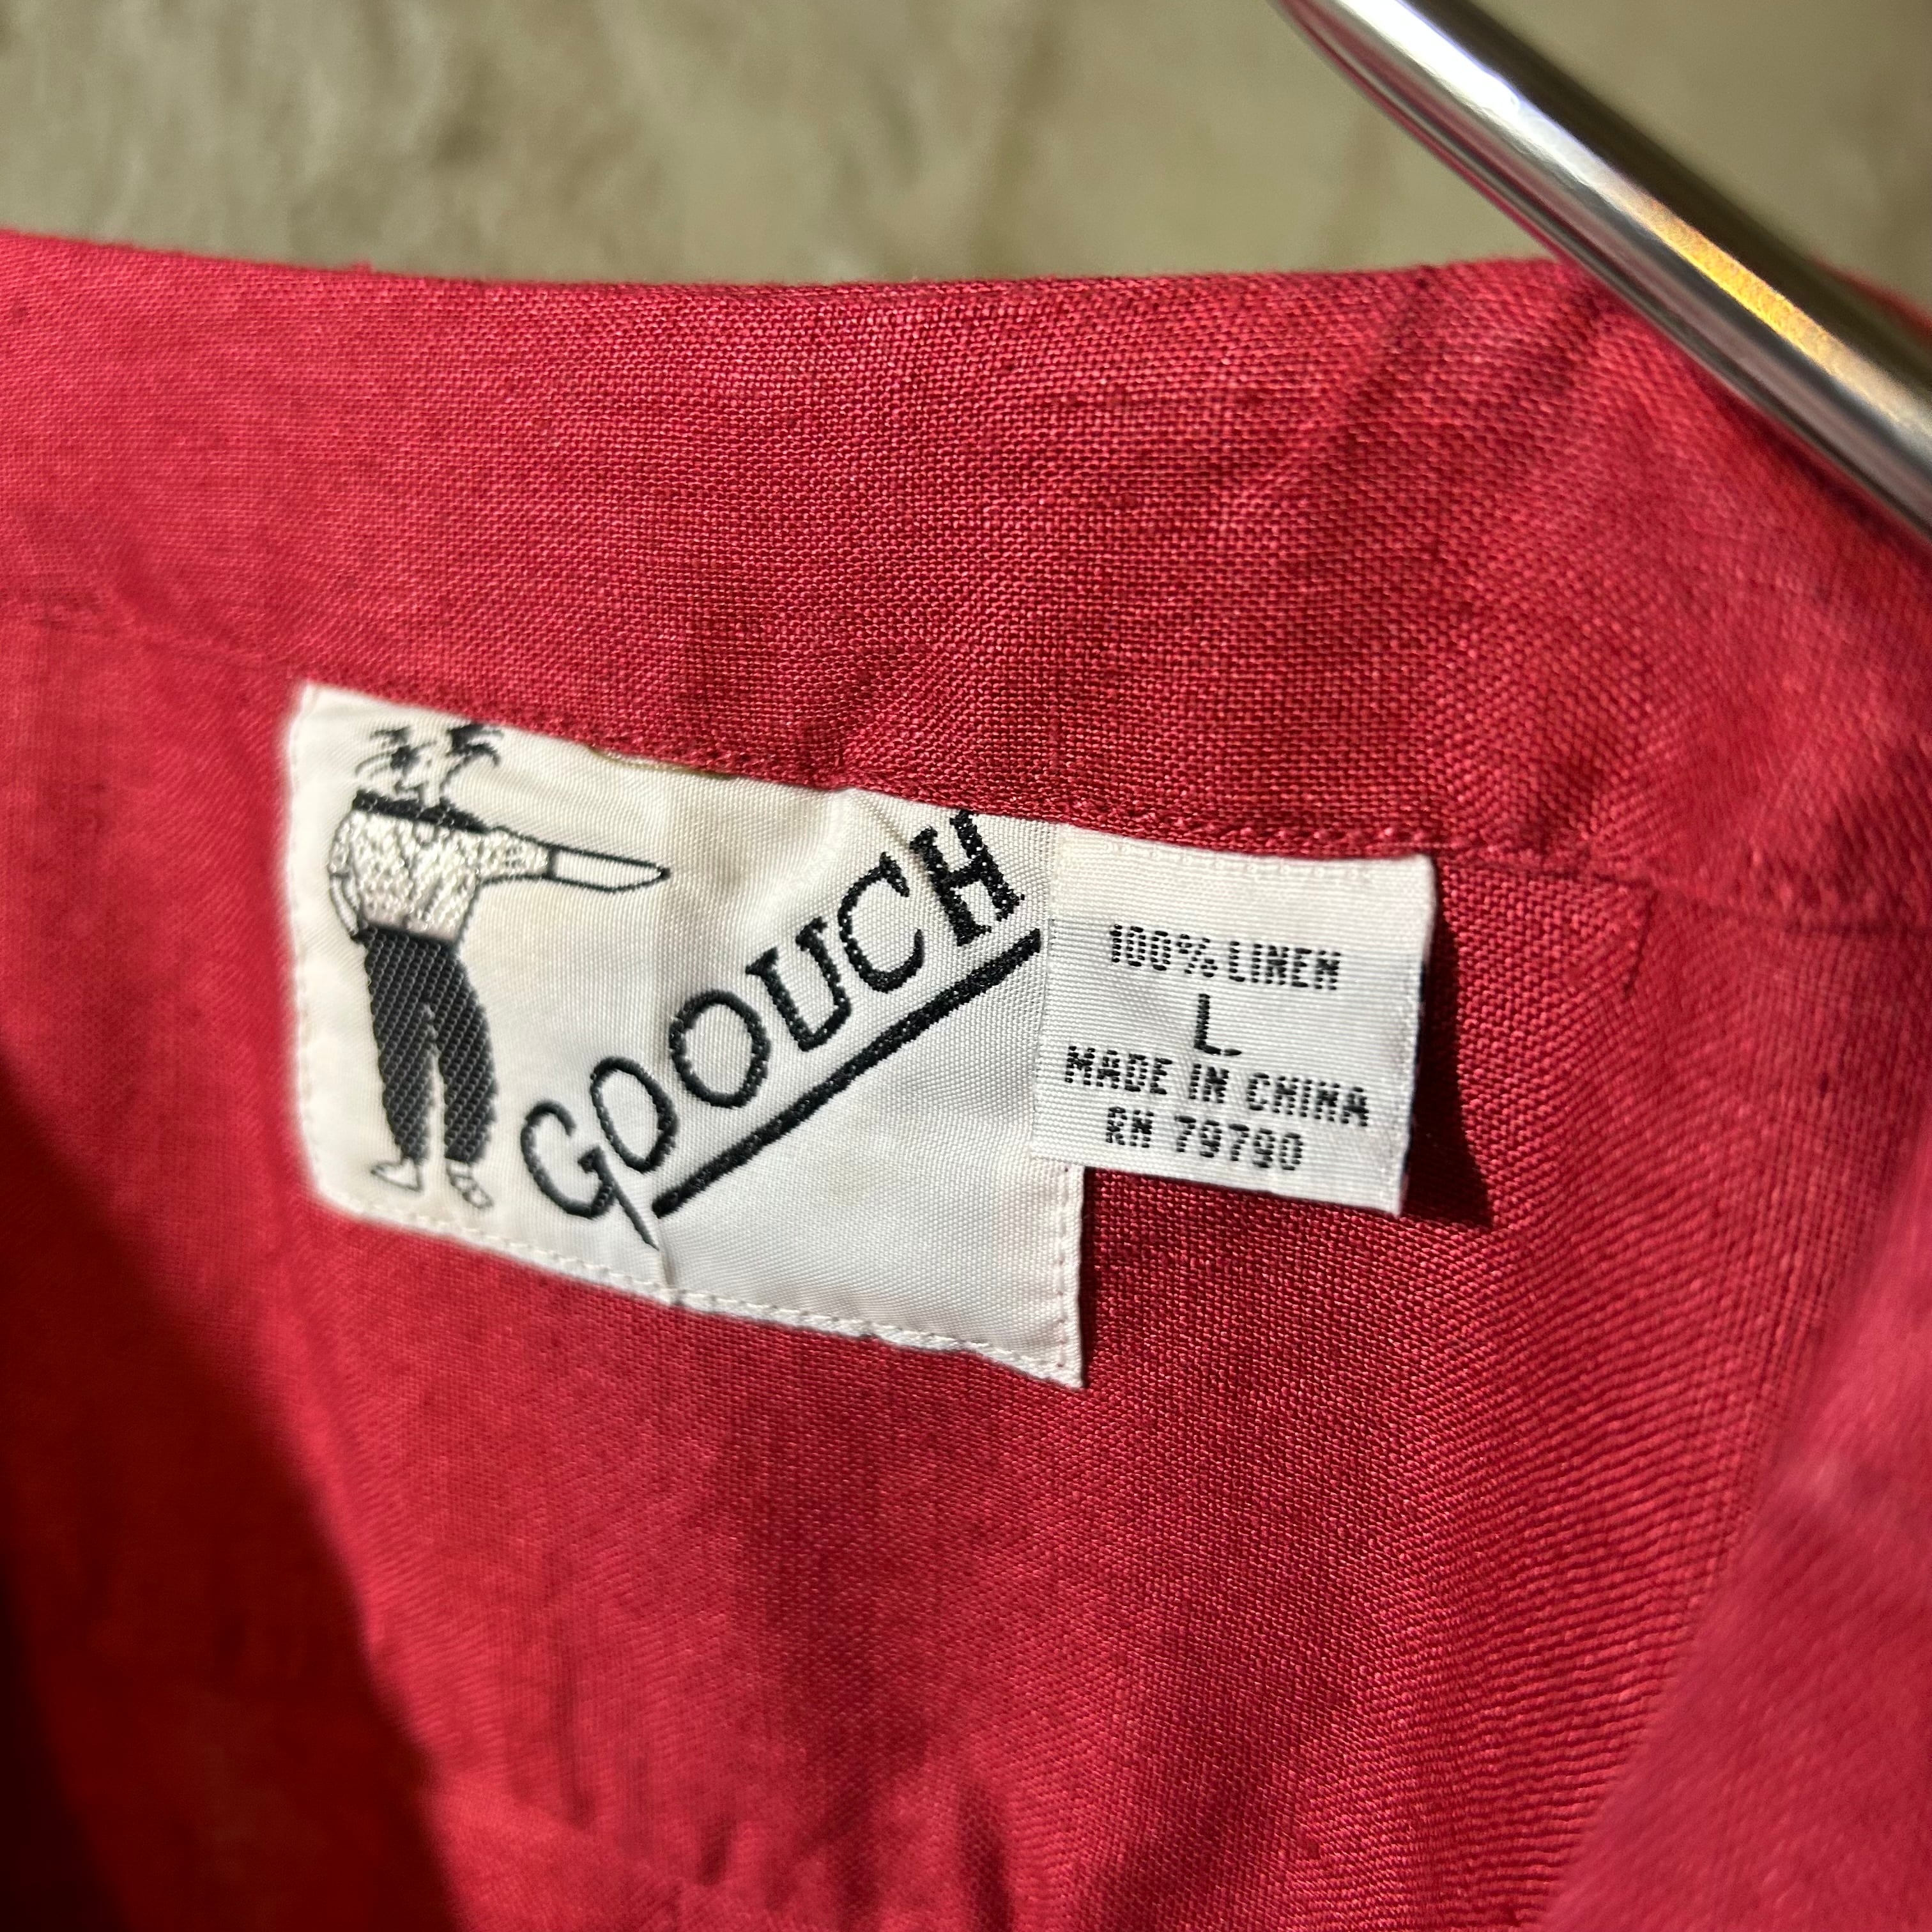 GOOUCH
100% LINEN
L
MADE IN CHINA
RN 79790